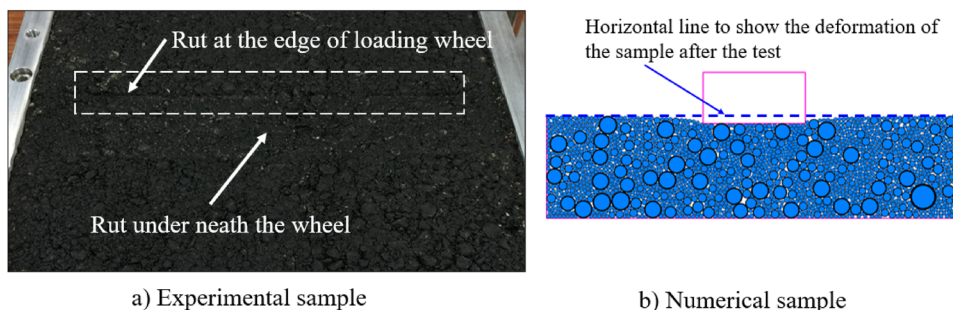 Rut at the edge of loading wheel
Rut under neath the wheel
a) Experimental sample
Horizontal line to show the deformation of
the sample after the test
b) Numerical sample